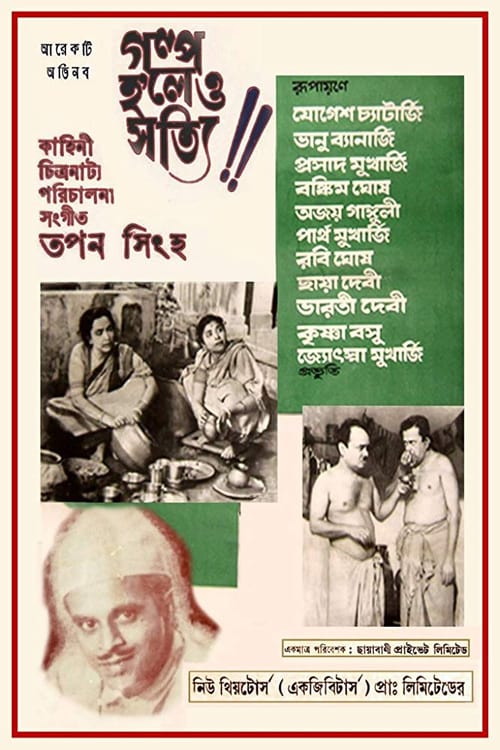 আরেকটি
অভিনব
গল্প
হলেও
সত্যি!!
কাহিনী
চিত্রনাট্য
পরিচালনা
সংগীত
তপন সিংহ
রূপায়ণে
যোগেশ চ্যাটার্জি
ভানু ব্যানার্জি
প্রসাদ মুখার্জি
বঙ্কিম ঘোষ
অজয় গাঙ্গুলী
পার্থ মুখার্জি
রবি ঘোষ
ছায়া দেবী
ভারতী দেবী
কৃষ্ণা বসু
জ্যোৎস্না মুখার্জি
প্রভৃতি
একমাত্র পরিবেশক : ছায়াবাণী প্রাইভেট লিমিটেড
নিউ থিয়টার্স (একজিবিটার্স) প্রাঃ লিমিটেডের